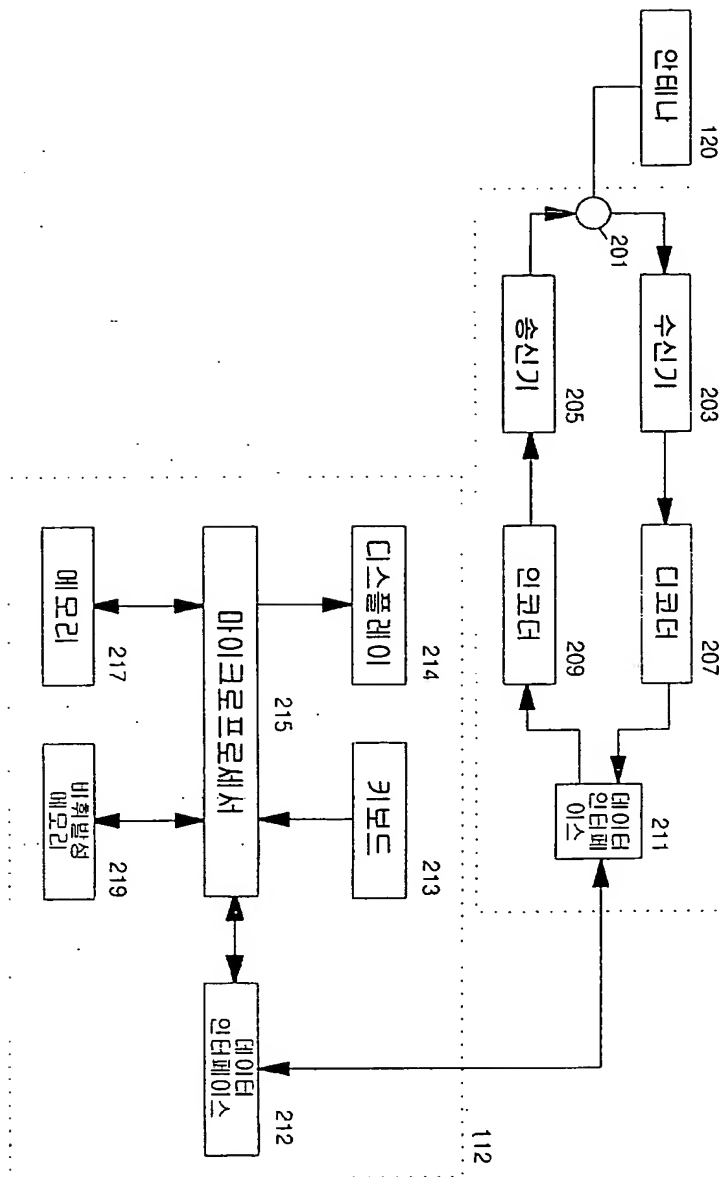 120
안테나
203
수신기
207
디코더
211
데이터
인터페
이스
201
205
송신기
209
인코더
112
214
디스플레이
213
키보드
215
마이크로프로세서
212
데이터
인터페이스
217
메모리
219
비휘발성
메모리